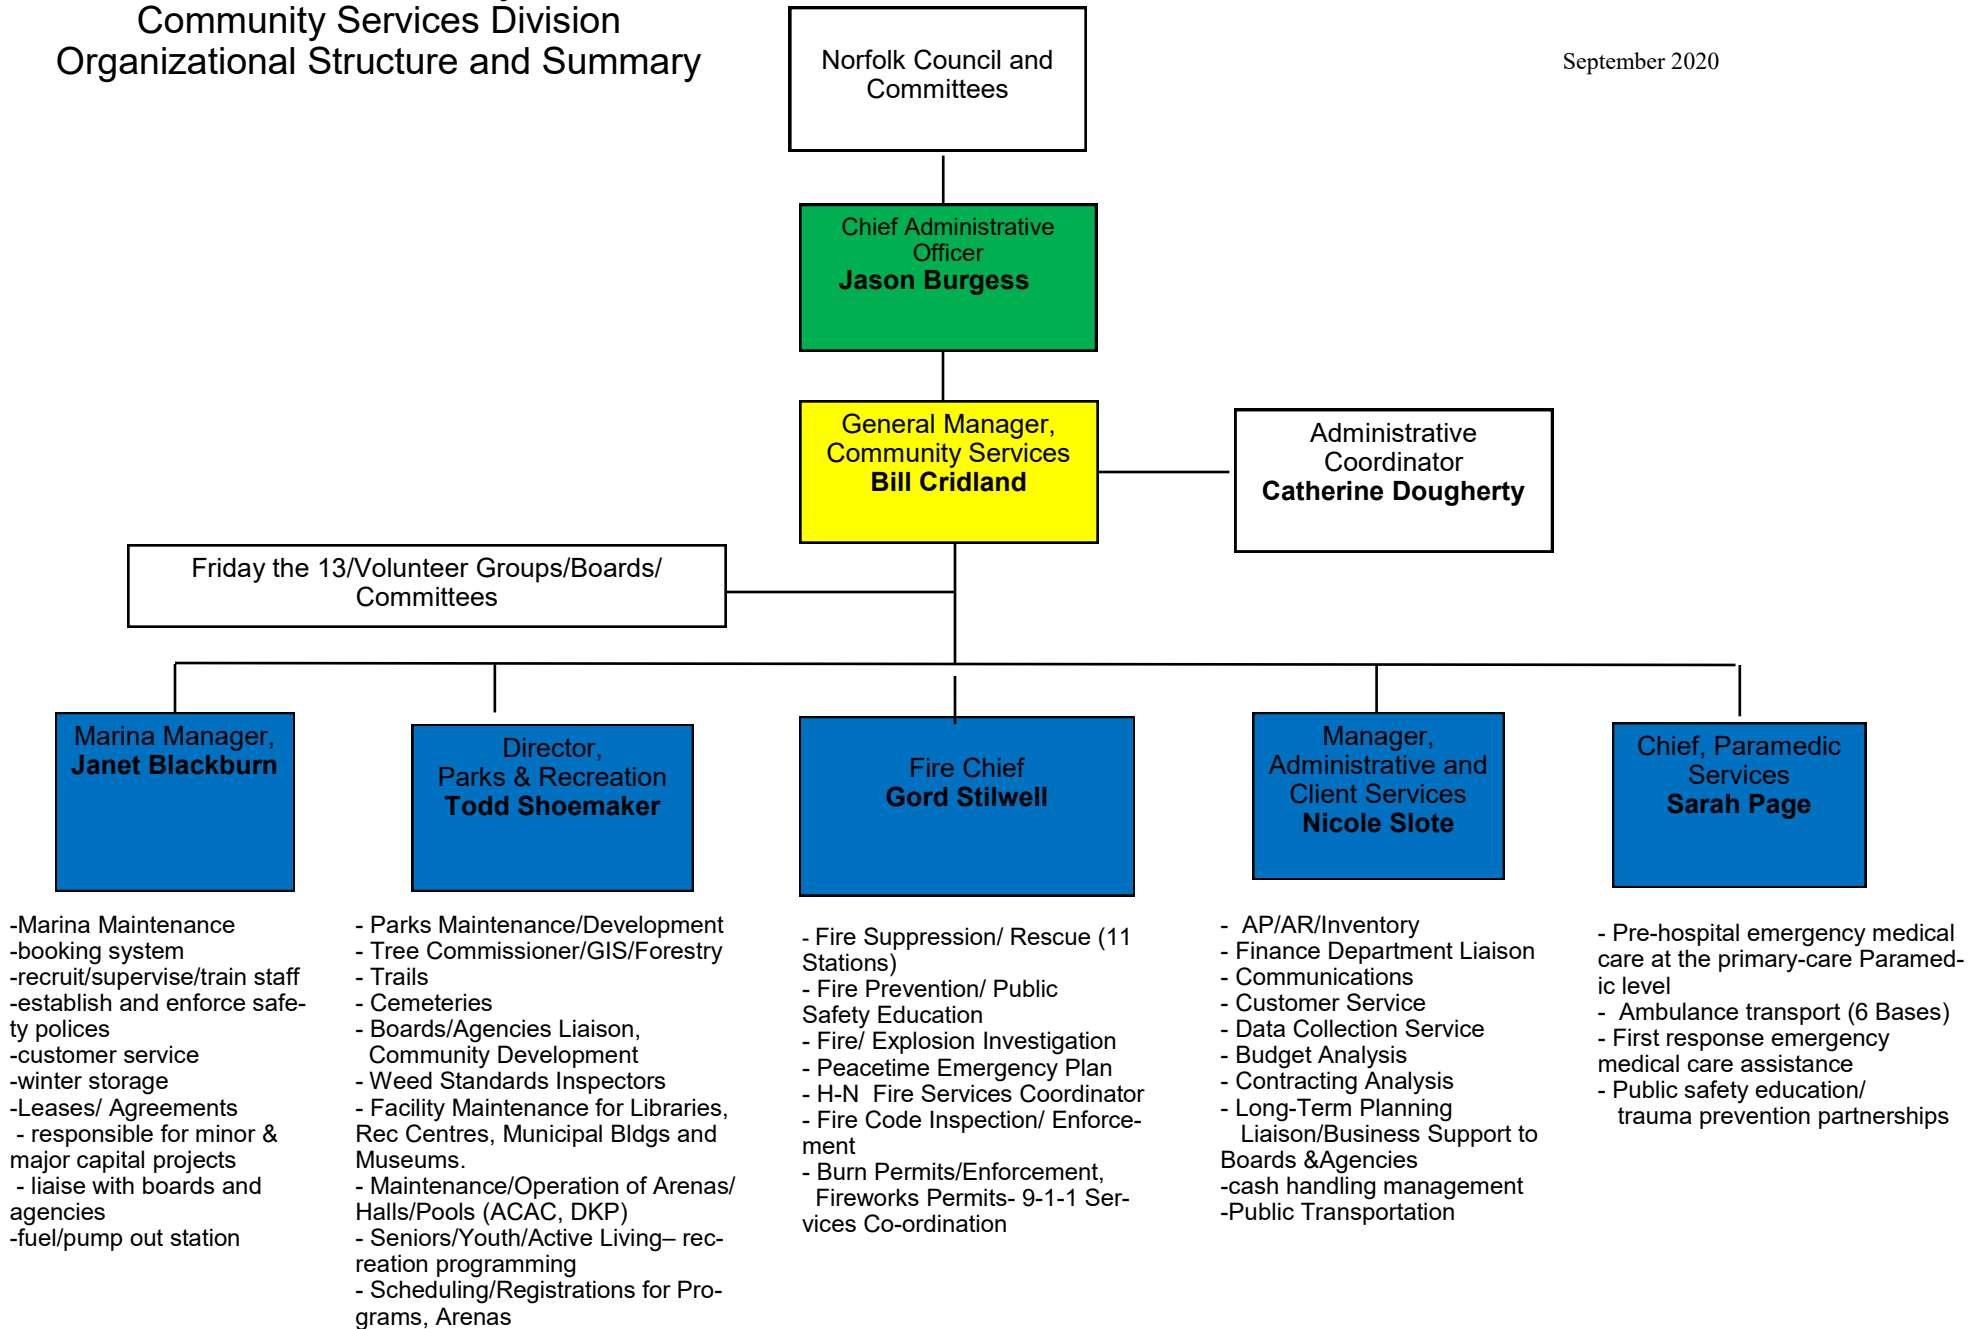 Community Services Division
Organizational Structure and Summary
September 2020
Norfolk Council and
Committees
Chief Administrative
Officer
Jason Burgess
General Manager,
Community Services
Bill Cridland
Administrative
Coordinator
Catherine Dougherty
Friday the 13/Volunteer Groups/Boards/
Committees
Marina Manager,
Janet Blackburn
Director,
Parks & Recreation
Todd Shoemaker
Fire Chief
Gord Stilwell
Manager,
Administrative and
Client Services
Nicole Slote
Chief, Paramedic
Services
Sarah Page
-Marina Maintenance
-booking system
-recruit/supervise/train staff
-establish and enforce safe-
ty polices
-customer service
-winter storage
-Leases/ Agreements
- responsible for minor &
major capital projects
- liaise with boards and
agencies
-fuel/pump out station
- Parks Maintenance/Development
- Tree Commissioner/GIS/Forestry
- Trails
- Cemeteries
- Boards/Agencies Liaison,
Community Development
- Weed Standards Inspectors
- Facility Maintenance for Libraries,
Rec Centres, Municipal Bldgs and
Museums.
- Maintenance/Operation of Arenas/
Halls/Pools (ACAC, DKP)
- Seniors/Youth/Active Living– rec-
reation programming
- Scheduling/Registrations for Pro-
grams, Arenas
- Fire Suppression/ Rescue (11
Stations)
- Fire Prevention/ Public
Safety Education
- Fire/ Explosion Investigation
- Peacetime Emergency Plan
- H-N  Fire Services Coordinator
- Fire Code Inspection/ Enforce-
ment
- Burn Permits/Enforcement,
Fireworks Permits- 9-1-1 Ser-
vices Co-ordination
-  AP/AR/Inventory
- Finance Department Liaison
- Communications
- Customer Service
- Data Collection Service
- Budget Analysis
- Contracting Analysis
- Long-Term Planning
Liaison/Business Support to
Boards &Agencies
-cash handling management
-Public Transportation
- Pre-hospital emergency medical
care at the primary-care Paramed-
ic level
-  Ambulance transport (6 Bases)
- First response emergency
medical care assistance
- Public safety education/
trauma prevention partnerships